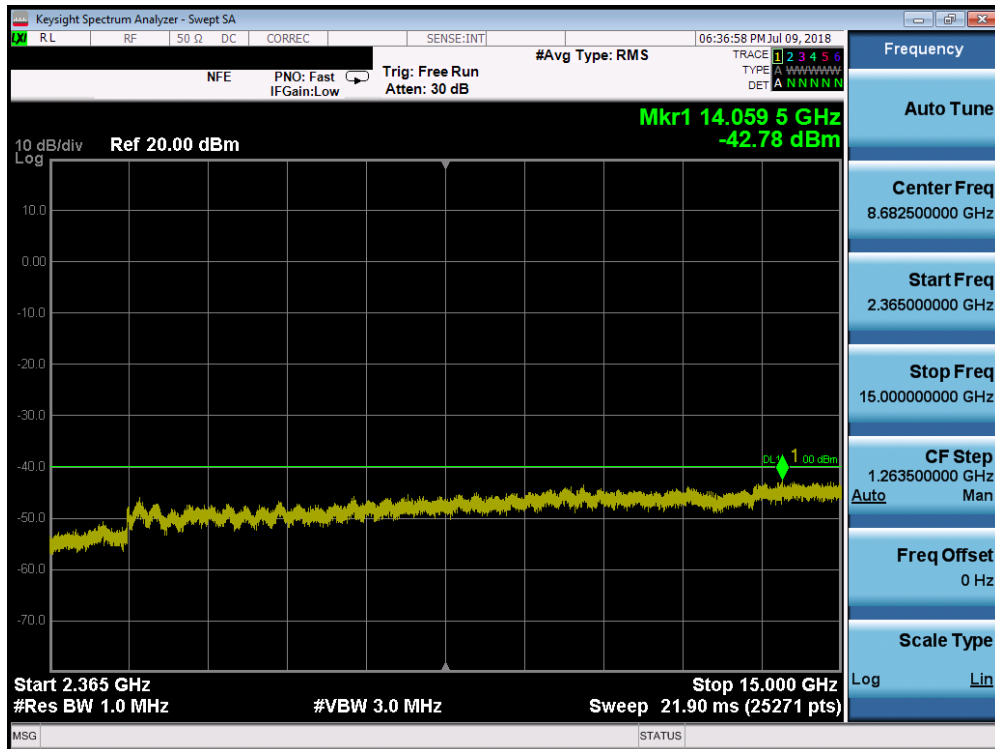 Keysight Spectrum Analyzer - Swept SA
LXI RL RF 50 Ω DC CORREC SENSE:INT 06:36:58 PM Jul 09, 2018
NFE PNO: Fast IFGain:Low
Trig: Free Run
Atten: 30 dB
#Avg Type: RMS
TRACE 1 2 3 4 5 6
TYPE A WWWWW
DET A N N N N N
Mkr1 14.059 5 GHz
-42.78 dBm
10 dB/div Ref 20.00 dBm
Log
10.0
0.00
-10.0
-20.0
-30.0
-40.0
-50.0
-60.0
-70.0
1
00 dBm
Start 2.365 GHz Stop 15.000 GHz
#Res BW 1.0 MHz #VBW 3.0 MHz Sweep 21.90 ms (25271 pts)
MSG STATUS
Frequency
Auto Tune
Center Freq
8.682500000 GHz
Start Freq
2.365000000 GHz
Stop Freq
15.000000000 GHz
CF Step
1.263500000 GHz
Auto Man
Freq Offset
0 Hz
Scale Type
Log Lin